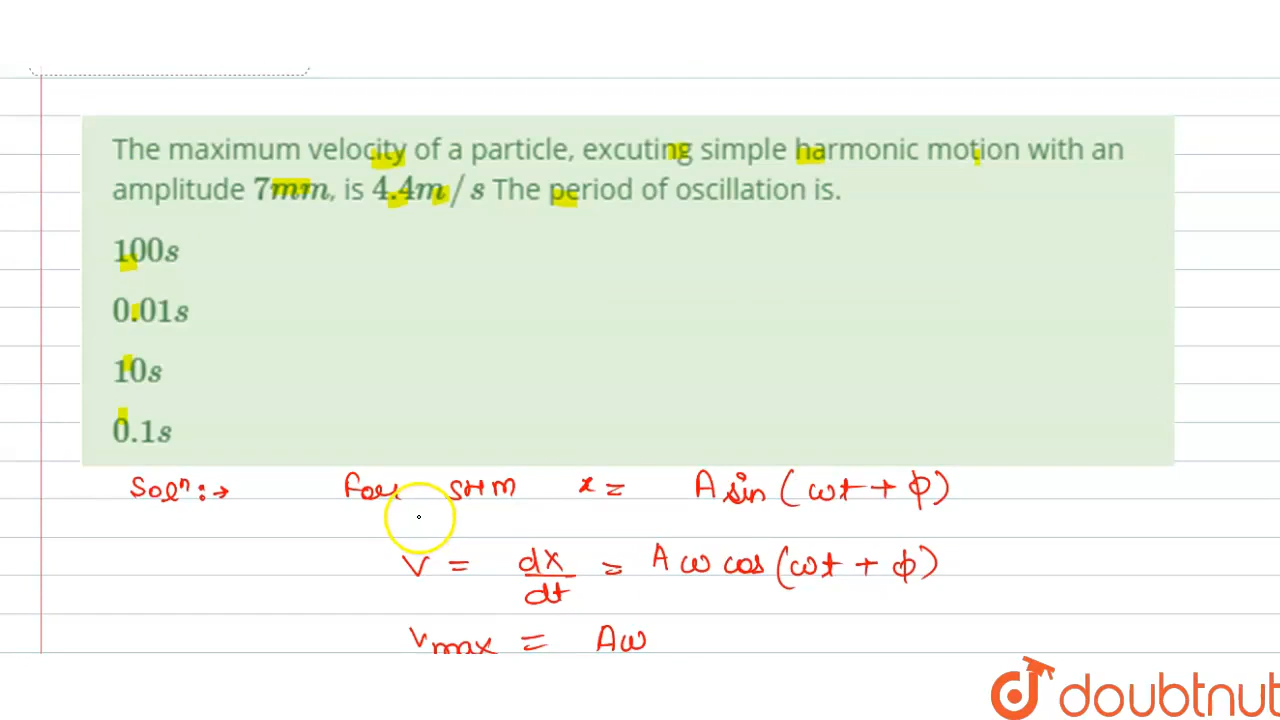 The maximum velocity of a particle, excuting simple harmonic motion with an
amplitude 7mm, is 4.4m/s The period of oscillation is.
100s
0.01s
10s
0.1s
Solⁿ :→ For SHM x = A sin (ωt + ϕ)
V = dx/dt = A ω cos (ωt + ϕ)
Vmax = Aω
doubtnut